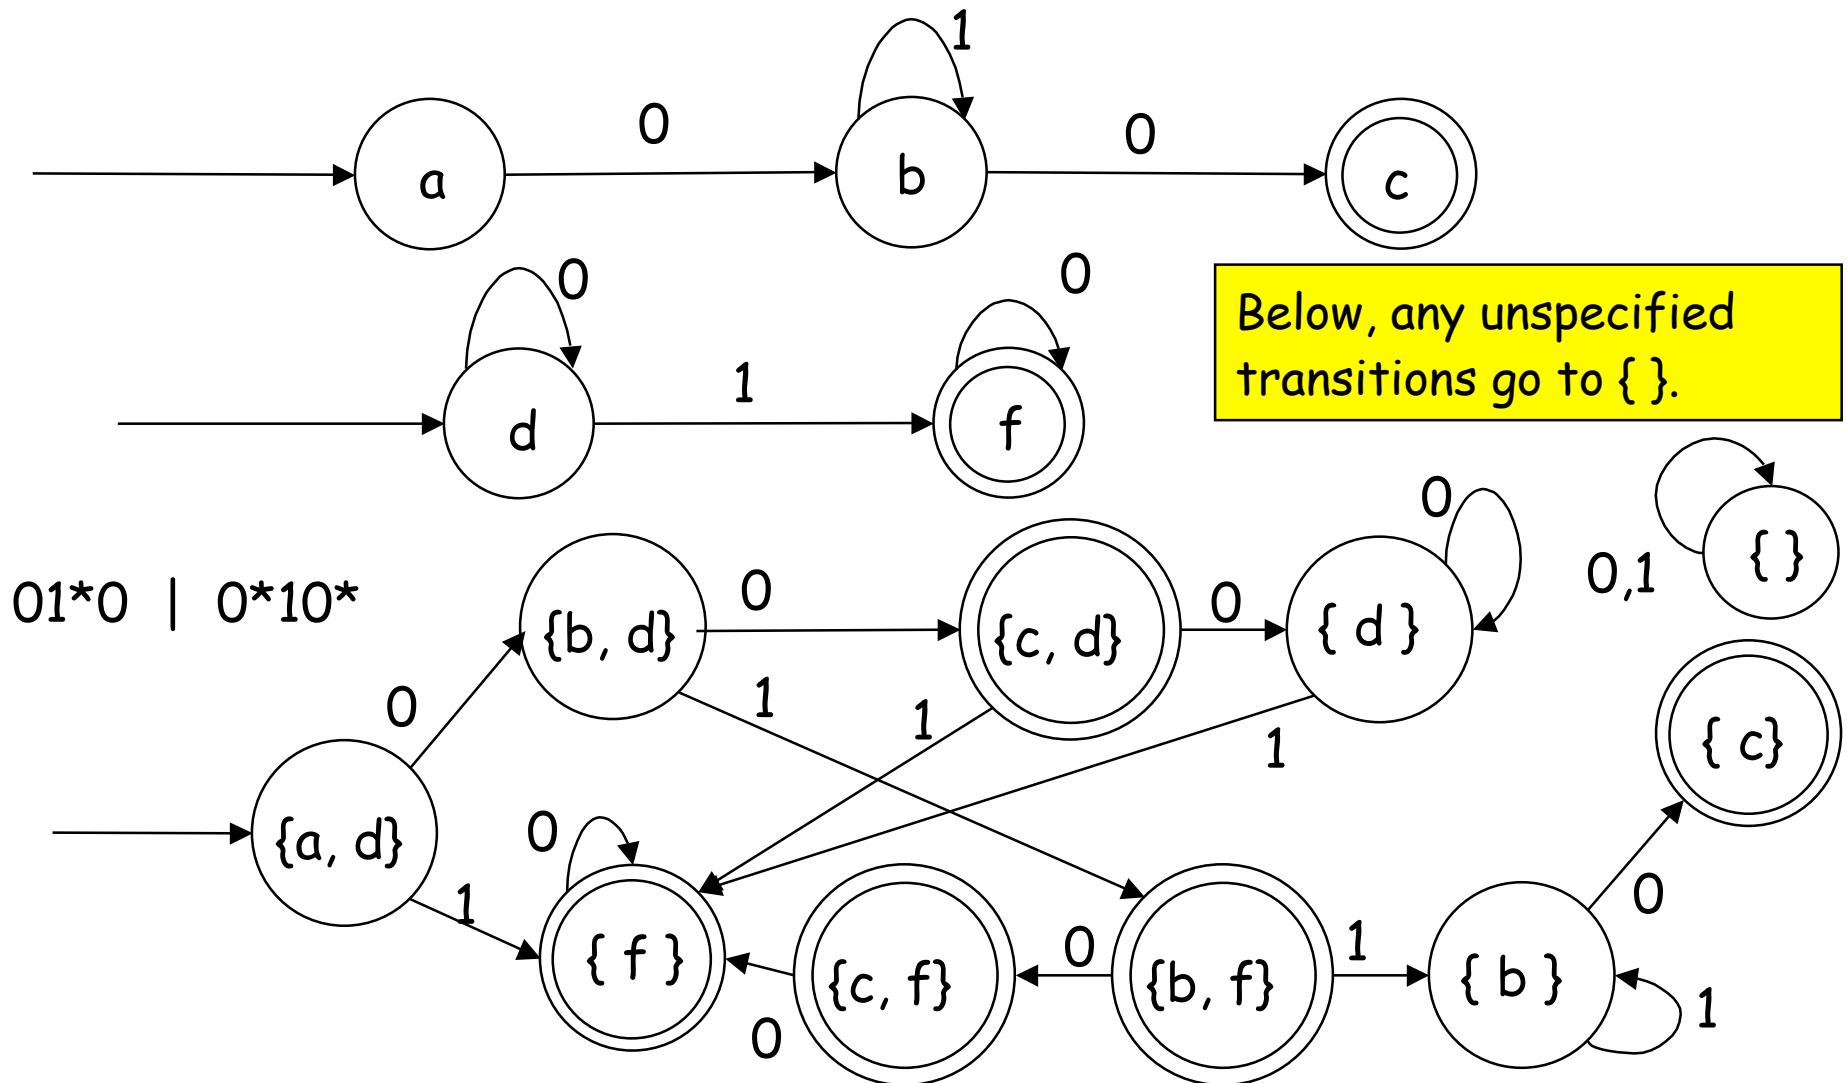 1
0
0
a
b
c
0
0
Below, any unspecified
transitions go to { }.
1
d
f
0
0,1
{ }
01*0 | 0*10*
0
0
{b, d}
{c, d}
{ d }
1
1
1
0
{ c}
{a, d}
0
1
0
1
0
{ f }
{c, f}
{b, f}
{ b }
0
1